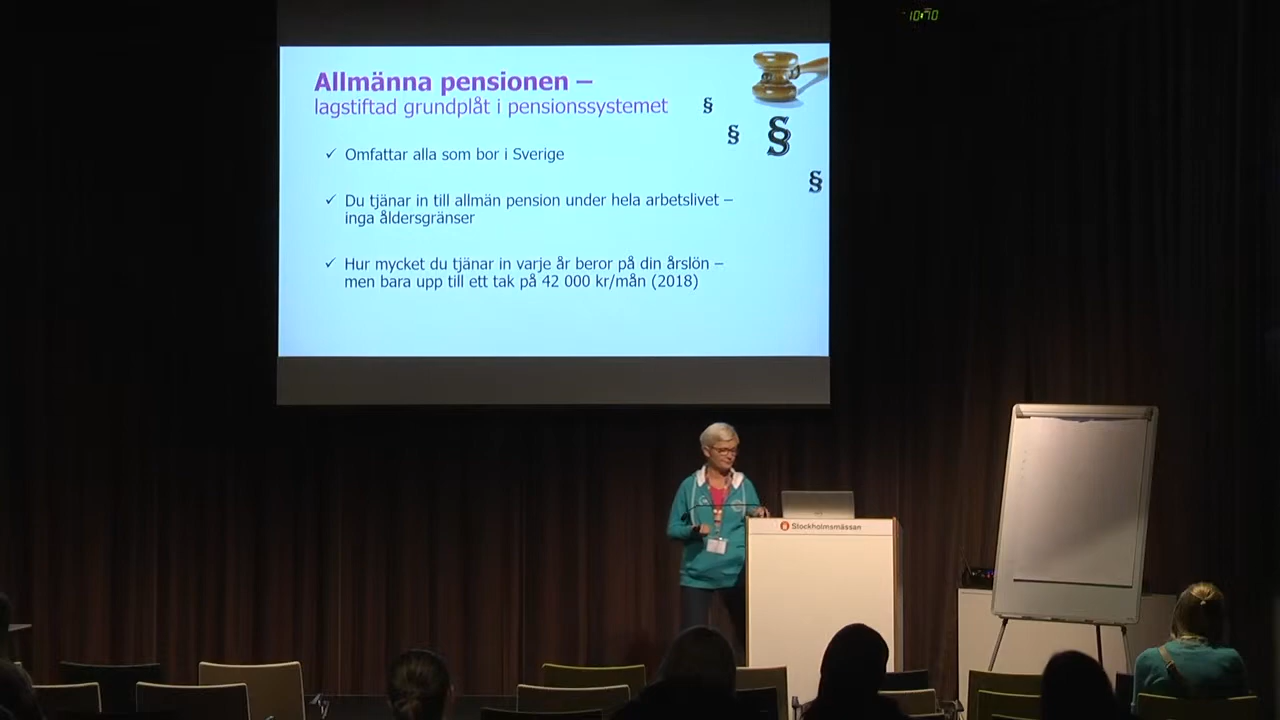 10:70
Allmänna pensionen –
lagstiftad grundplåt i pensionssystemet
§
§ §
§
✓ Omfattar alla som bor i Sverige
✓ Du tjänar in till allmän pension under hela arbetslivet –
inga åldersgränser
✓ Hur mycket du tjänar in varje år beror på din årslön –
men bara upp till ett tak på 42 000 kr/mån (2018)
Stockholmsmässan